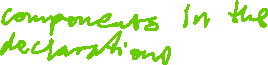 components in the
declarations